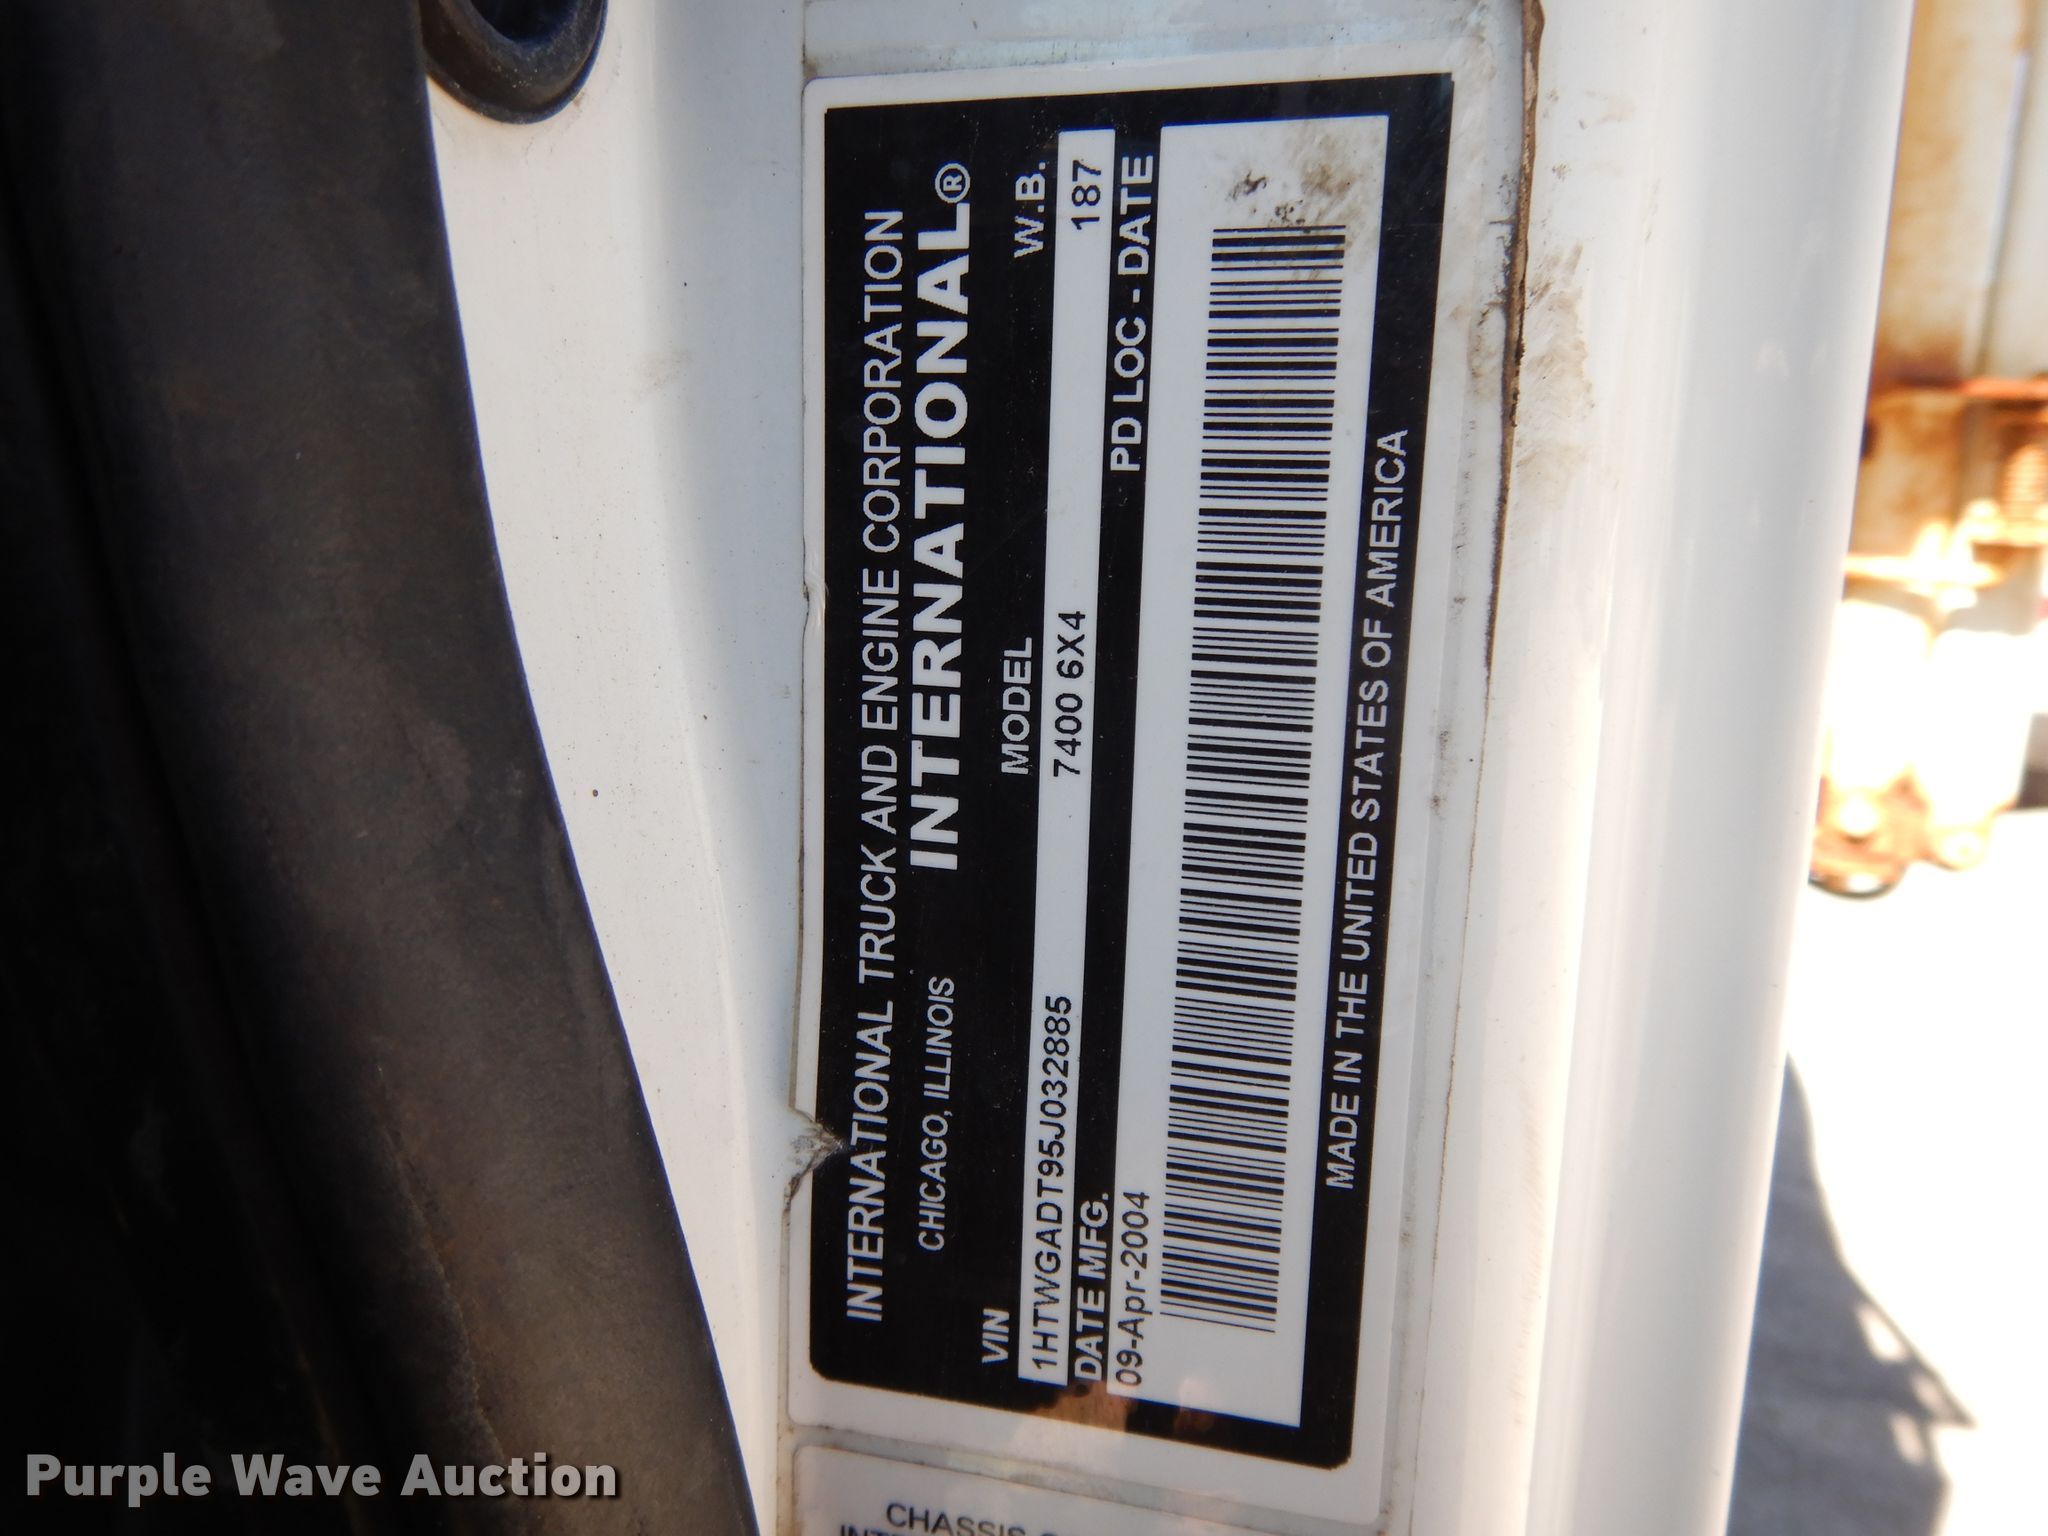 INTERNATIONAL TRUCK AND ENGINE CORPORATION
CHICAGO, ILLINOIS INTERNATIONAL®
VIN MODEL W.B.
1HTWGADT95J032885 7400 6X4 187
DATE MFG. PD LOC - DATE
09-Apr-2004
MADE IN THE UNITED STATES OF AMERICA
CHASSIS
Purple Wave Auction